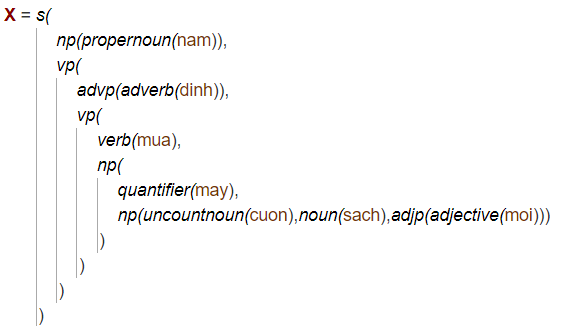 X = s(
np(propernoun(nam)),
vp(
advp(adverb(dinh)),
vp(
verb(mua),
np(
quantifier(may),
np(uncountnoun(cuon),noun(sach),adjp(adjective(moi)))
)
)
)
)